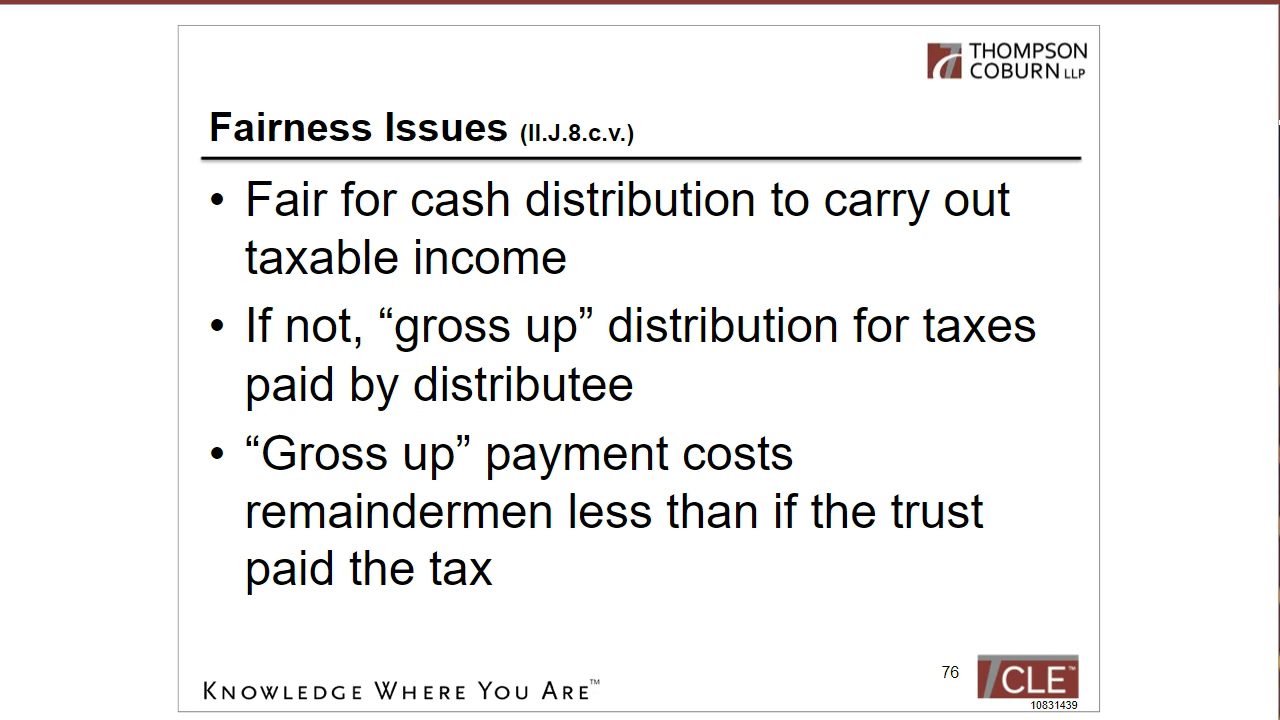 THOMPSON
COBURN LLP
Fairness Issues (II.J.8.c.v.)
• Fair for cash distribution to carry out
taxable income
• If not, “gross up” distribution for taxes
paid by distributee
• “Gross up” payment costs
remaindermen less than if the trust
paid the tax
KNOWLEDGE WHERE YOU ARE™
76
TCLE™
10831439